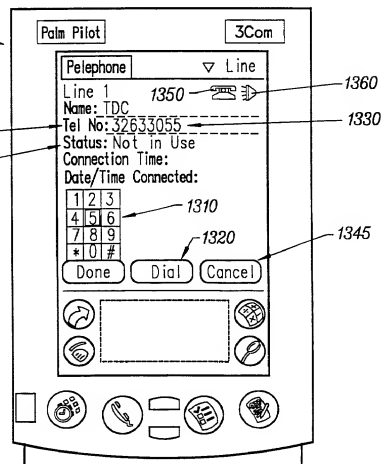 Palm Pilot 3Com
Pelephone ▽ Line
Line 1 1350 1360
Name: TDC
Tel No: 32633055 1330
Status: Not in Use
Connection Time:
Date/Time Connected:
1 2 3
4 5 6 1310
7 8 9 1320 1345
* 0 #
Done Dial Cancel